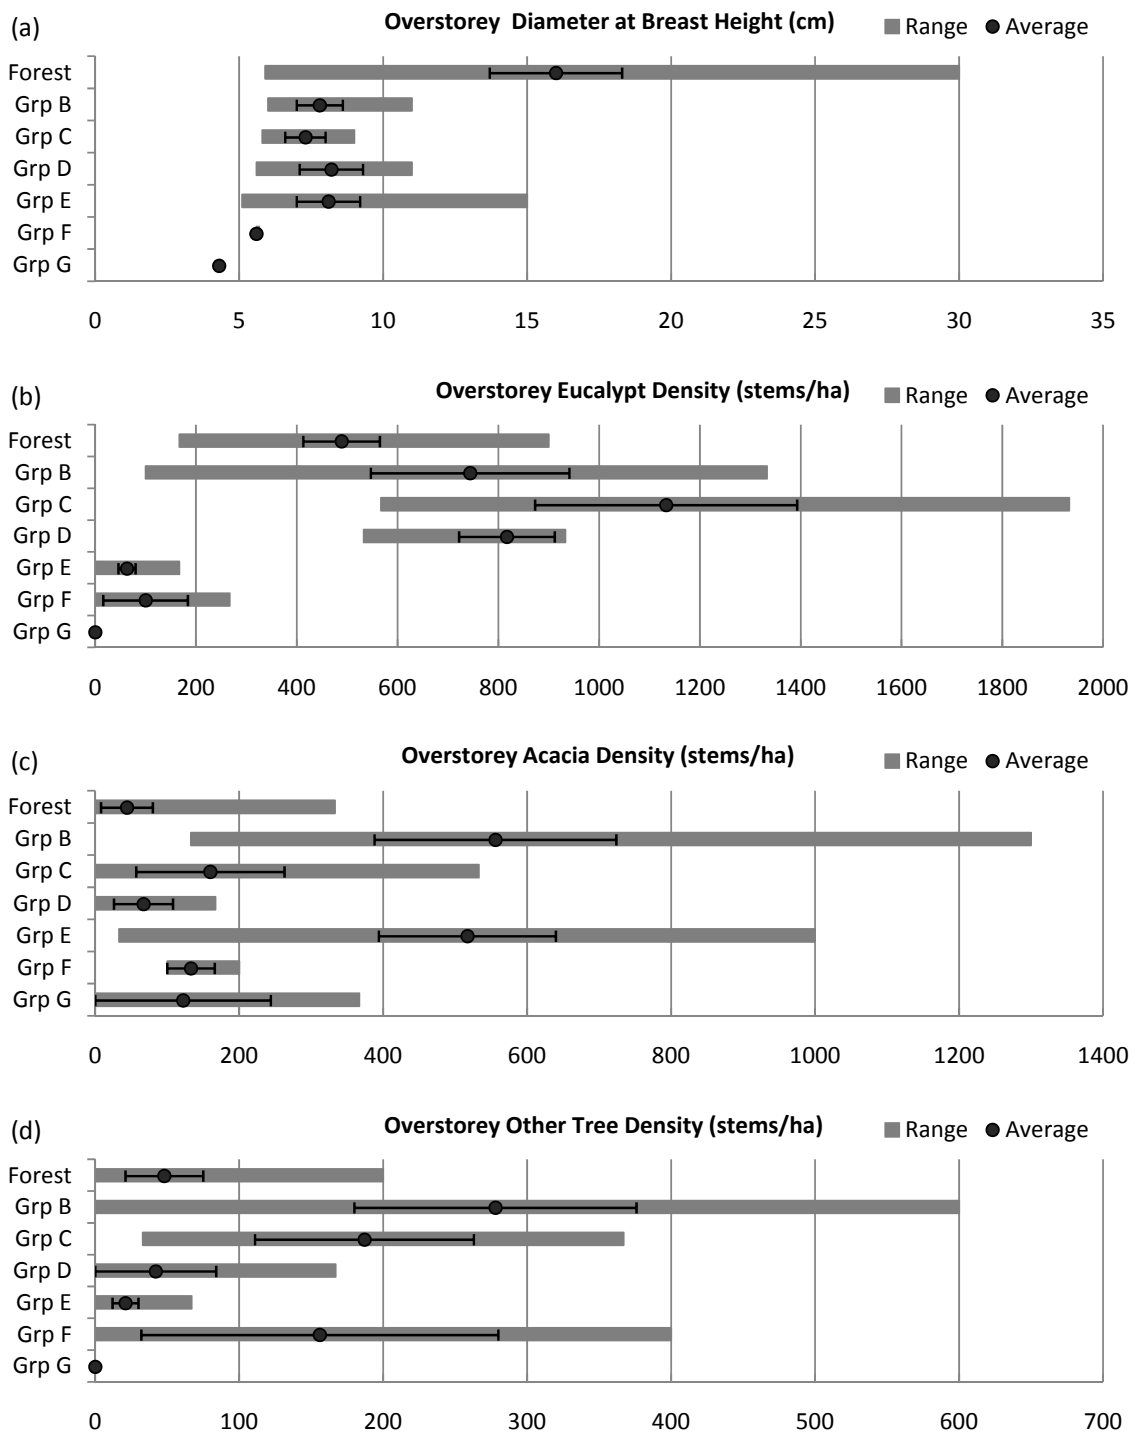 (a) Overstorey Diameter at Breast Height (cm) Range Average
Forest
Grp B
Grp C
Grp D
Grp E
Grp F
Grp G
0 5 10 15 20 25 30 35
(b) Overstorey Eucalypt Density (stems/ha) Range Average
Forest
Grp B
Grp C
Grp D
Grp E
Grp F
Grp G
0 200 400 600 800 1000 1200 1400 1600 1800 2000
(c) Overstorey Acacia Density (stems/ha) Range Average
Forest
Grp B
Grp C
Grp D
Grp E
Grp F
Grp G
0 200 400 600 800 1000 1200 1400
(d) Overstorey Other Tree Density (stems/ha) Range Average
Forest
Grp B
Grp C
Grp D
Grp E
Grp F
Grp G
0 100 200 300 400 500 600 700